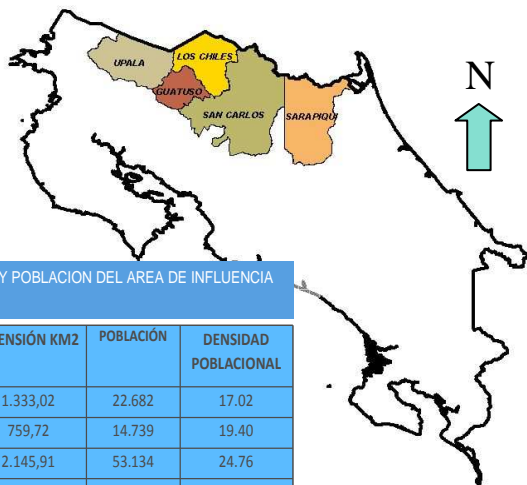 UPALA
LOS CHILES
GUATUSO
SAN CARLOS
SARAPIQUI
N
Y POBLACION DEL AREA DE INFLUENCIA
ENSIÓN KM2 POBLACIÓN DENSIDAD
POBLACIONAL
1.333,02 22.682 17.02
759,72 14.739 19.40
2.145,91 53.134 24.76